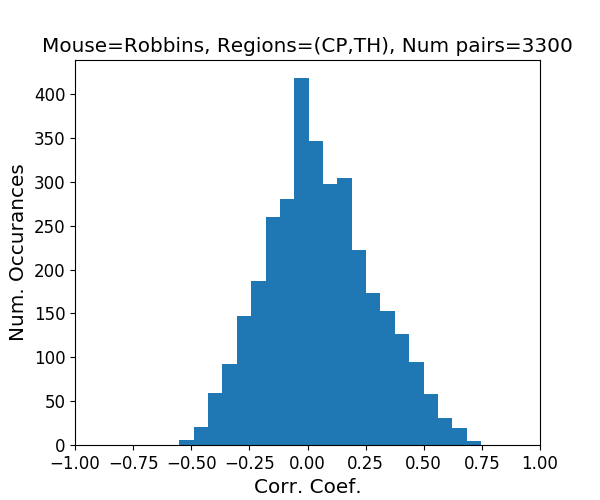 Mouse=Robbins, Regions=(CP,TH), Num pairs=3300
Num. Occurances
400
350
300
250
200
150
100
50
0
−1.00 −0.75 −0.50 −0.25 0.00 0.25 0.50 0.75 1.00
Corr. Coef.